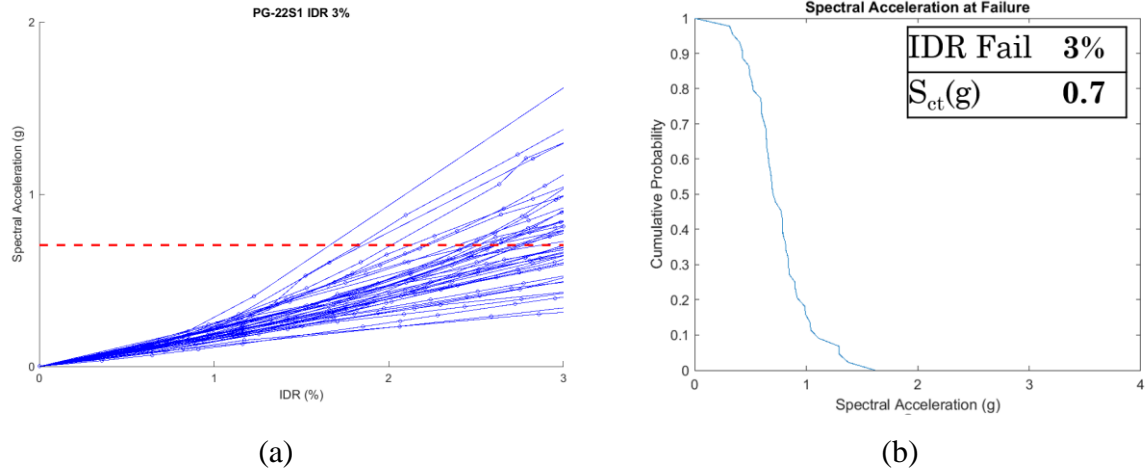 PG-22S1 IDR 3%
2
1
0
Spectral Acceleration (g)
0
1
2
3
IDR (%)
(a)
Spectral Acceleration at Failure
IDR Fail 3%
Sct(g) 0.7
1
0.9
0.8
0.7
0.6
0.5
0.4
0.3
0.2
0.1
0
Cumulative Probability
0
1
2
3
4
Spectral Acceleration (g)
(b)